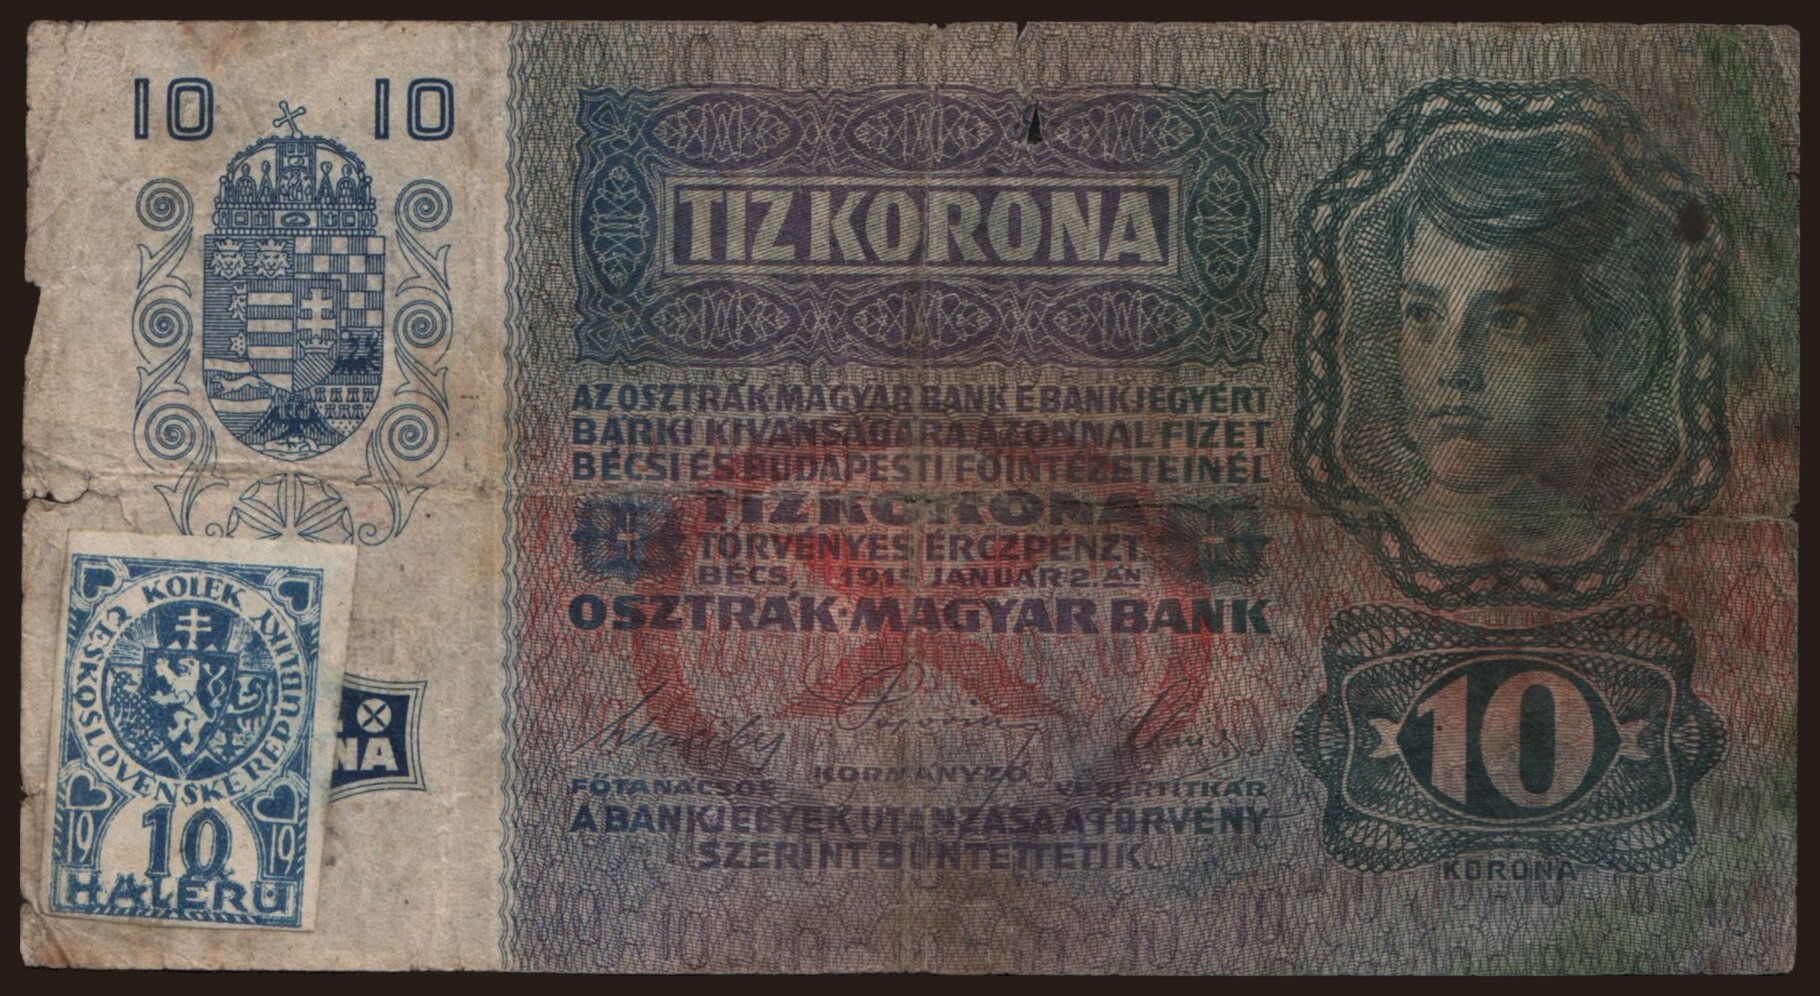 10 10
TIZ KORONA
AZ OSZTRÁK-MAGYAR BANK E BANKJEGYÉRT
BÁRKI KIVÁNSÁGÁRA AZONNAL FIZET
BÉCSI ÉS BUDAPESTI FŐINTÉZETEINÉL
TIZ KORONA
TÖRVÉNYES ÉRCZPÉNZT.
BÉCS, 1915 JANUÁR 2.ÁN
OSZTRÁK-MAGYAR BANK
KORMÁNYZÓ
FŐTANÁCSOS VEZÉRTITKÁR
A BANKJEGYEK UTÁNZÁSA A TÖRVÉNY
SZERINT BÜNTETTETIK.
10
KORONA
KOLEK
ČESKOSLOVENSKÉ REPUBLIKY
19 10 19
HALÉŘŮ
NA